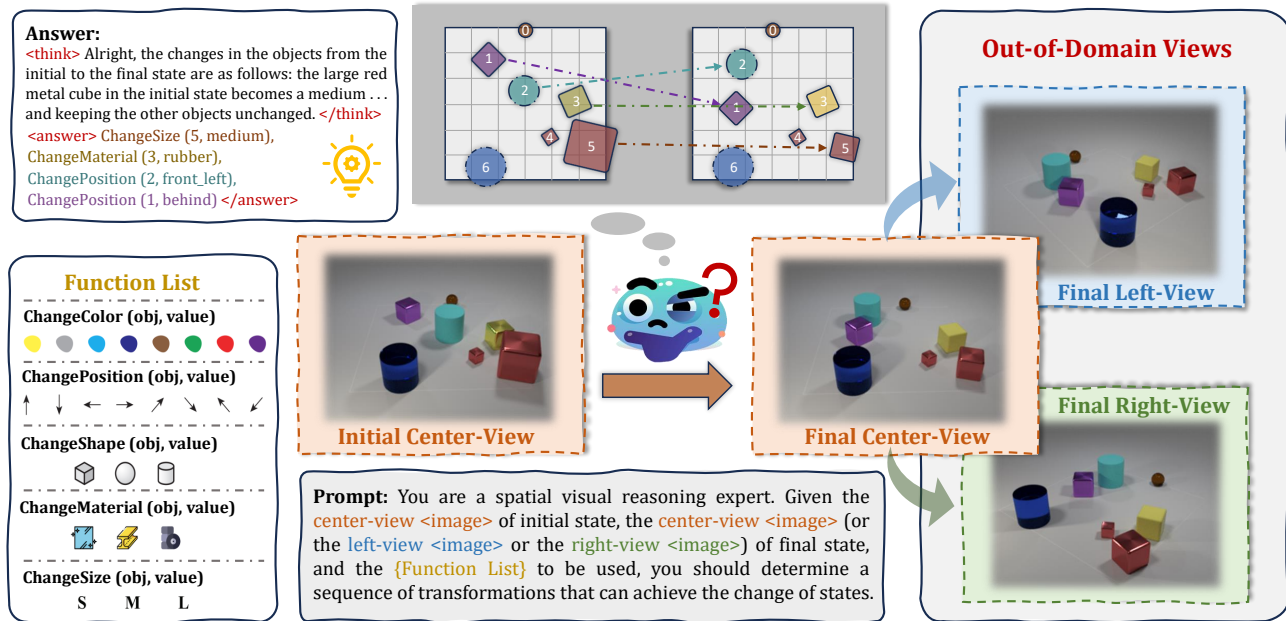 Answer:
<think> Alright, the changes in the objects from the
initial to the final state are as follows: the large red
metal cube in the initial state becomes a medium . . .
and keeping the other objects unchanged. </think>
<answer> ChangeSize (5, medium),
ChangeMaterial (3, rubber),
ChangePosition (2, front_left),
ChangePosition (1, behind) </answer>
0
1
2
3
4
5
6
0
2
3
1
4
5
6
Out-of-Domain Views
Final Left-View
Function List
ChangeColor (obj, value)
ChangePosition (obj, value)
ChangeShape (obj, value)
ChangeMaterial (obj, value)
ChangeSize (obj, value)
S M L
Initial Center-View
?
Final Center-View
Final Right-View
Prompt: You are a spatial visual reasoning expert. Given the
center-view <image> of initial state, the center-view <image> (or
the left-view <image> or the right-view <image>) of final state,
and the {Function List} to be used, you should determine a
sequence of transformations that can achieve the change of states.